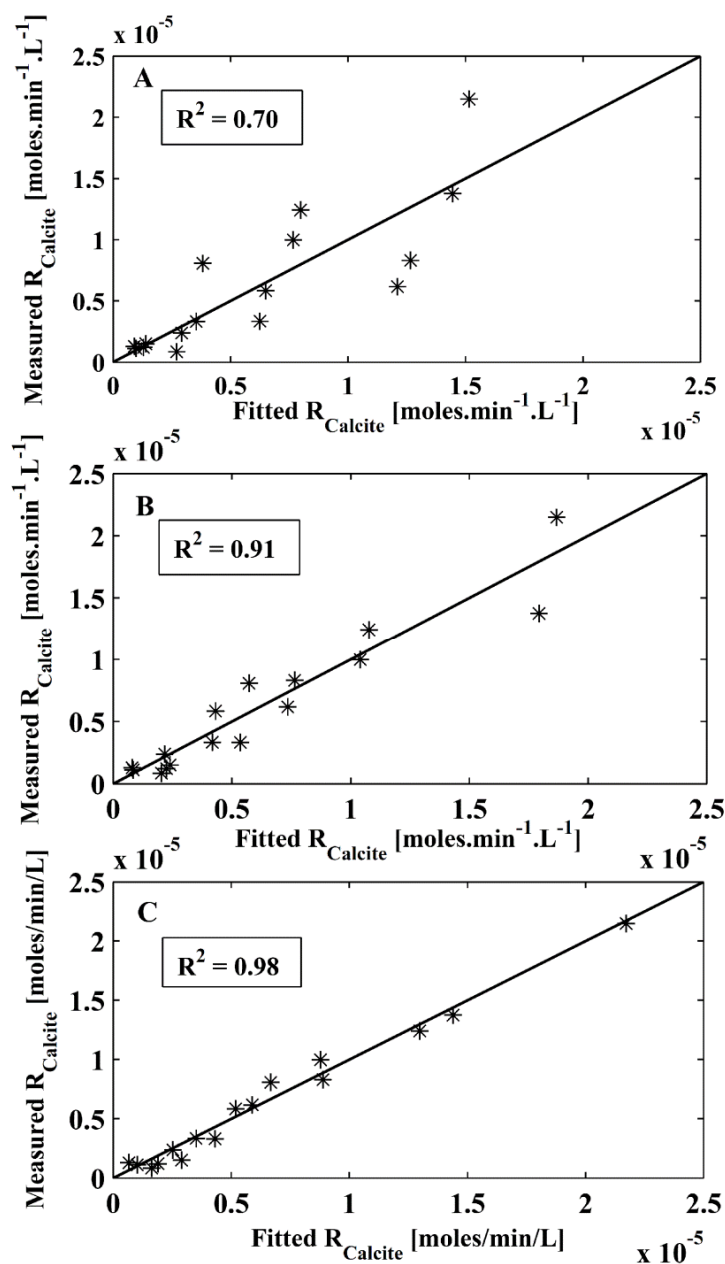 x 10⁻⁵
2.5
A
R² = 0.70
2
1.5
1
0.5
0
0.5
1
1.5
2
2.5
Measured R_Calcite [moles.min⁻¹.L⁻¹]
Fitted R_Calcite [moles.min⁻¹.L⁻¹]
x 10⁻⁵
x 10⁻⁵
2.5
B
R² = 0.91
2
1.5
1
0.5
0
0
0.5
1
1.5
2
2.5
Measured R_Calcite [moles.min⁻¹.L⁻¹]
Fitted R_Calcite [moles.min⁻¹.L⁻¹]
x 10⁻⁵
x 10⁻⁵
2.5
C
R² = 0.98
2
1.5
1
0.5
0
0
0.5
1
1.5
2
2.5
Measured R_Calcite [moles/min/L]
Fitted R_Calcite [moles/min/L]
x 10⁻⁵